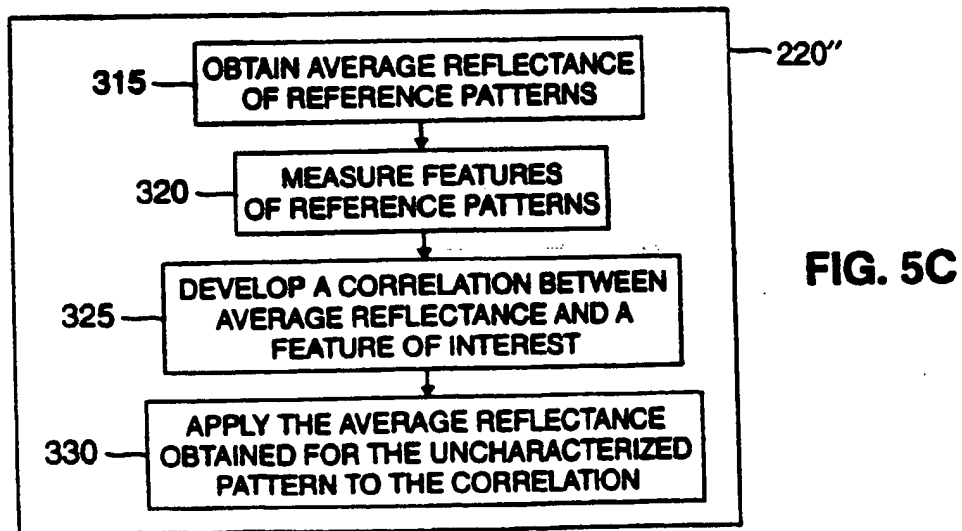 220"
315
OBTAIN AVERAGE REFLECTANCE
OF REFERENCE PATTERNS
320
MEASURE FEATURES
OF REFERENCE PATTERNS
325
DEVELOP A CORRELATION BETWEEN
AVERAGE REFLECTANCE AND A
FEATURE OF INTEREST
330
APPLY THE AVERAGE REFLECTANCE
OBTAINED FOR THE UNCHARACTERIZED
PATTERN TO THE CORRELATION
FIG. 5C